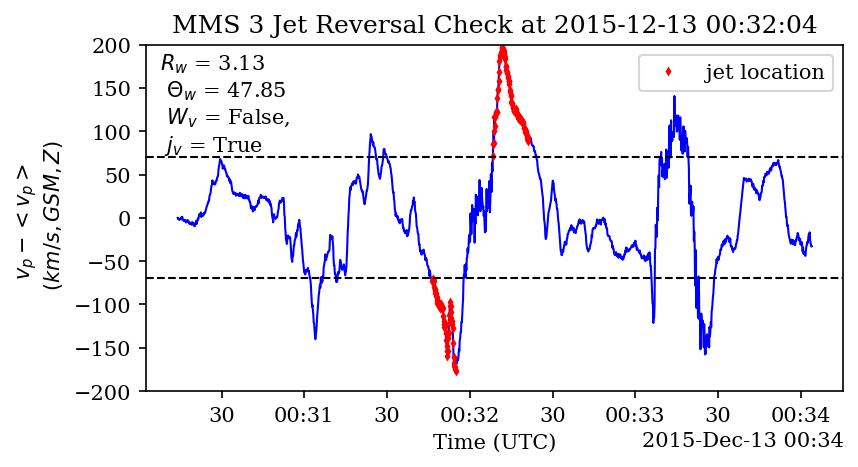 MMS 3 Jet Reversal Check at 2015-12-13 00:32:04
R_w = 3.13
Θ_w = 47.85
W_v = False,
j_v = True
jet location
v_p − <v_p>
(km/s, GSM, Z)
200
150
100
50
0
−50
−100
−150
−200
30 00:31 30 00:32 30 00:33 30 00:34
Time (UTC)
2015-Dec-13 00:34